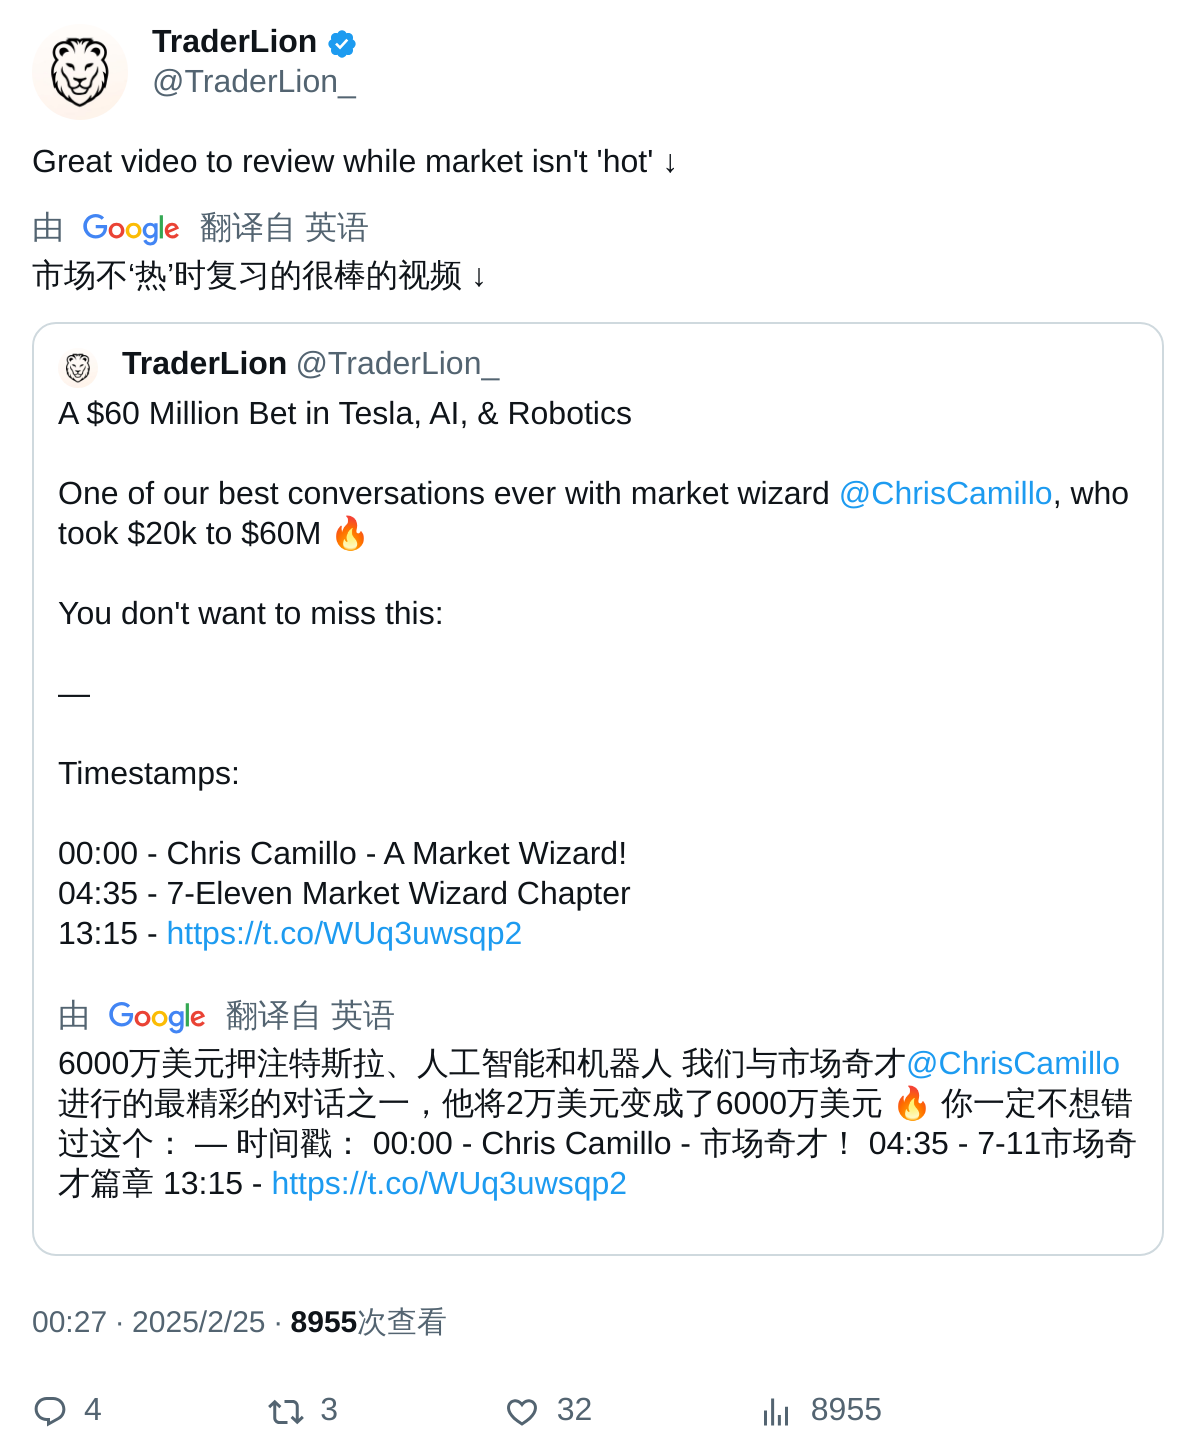 TraderLion
@TraderLion_
Great video to review while market isn't 'hot' ↓
由 Google 翻译自 英语
市场不‘热’时复习的很棒的视频 ↓
TraderLion @TraderLion_
A $60 Million Bet in Tesla, AI, & Robotics
One of our best conversations ever with market wizard @ChrisCamillo, who
took $20k to $60M 🔥
You don't want to miss this:
—
Timestamps:
00:00 - Chris Camillo - A Market Wizard!
04:35 - 7-Eleven Market Wizard Chapter
13:15 - https://t.co/WUq3uwsqp2
由 Google 翻译自 英语
6000万美元押注特斯拉、人工智能和机器人 我们与市场奇才@ChrisCamillo
进行的最精彩的对话之一，他将2万美元变成了6000万美元 🔥 你一定不想错
过这个： — 时间戳： 00:00 - Chris Camillo - 市场奇才！ 04:35 - 7-11市场奇
才篇章 13:15 - https://t.co/WUq3uwsqp2
00:27 · 2025/2/25 · 8955次查看
4 3 32 8955